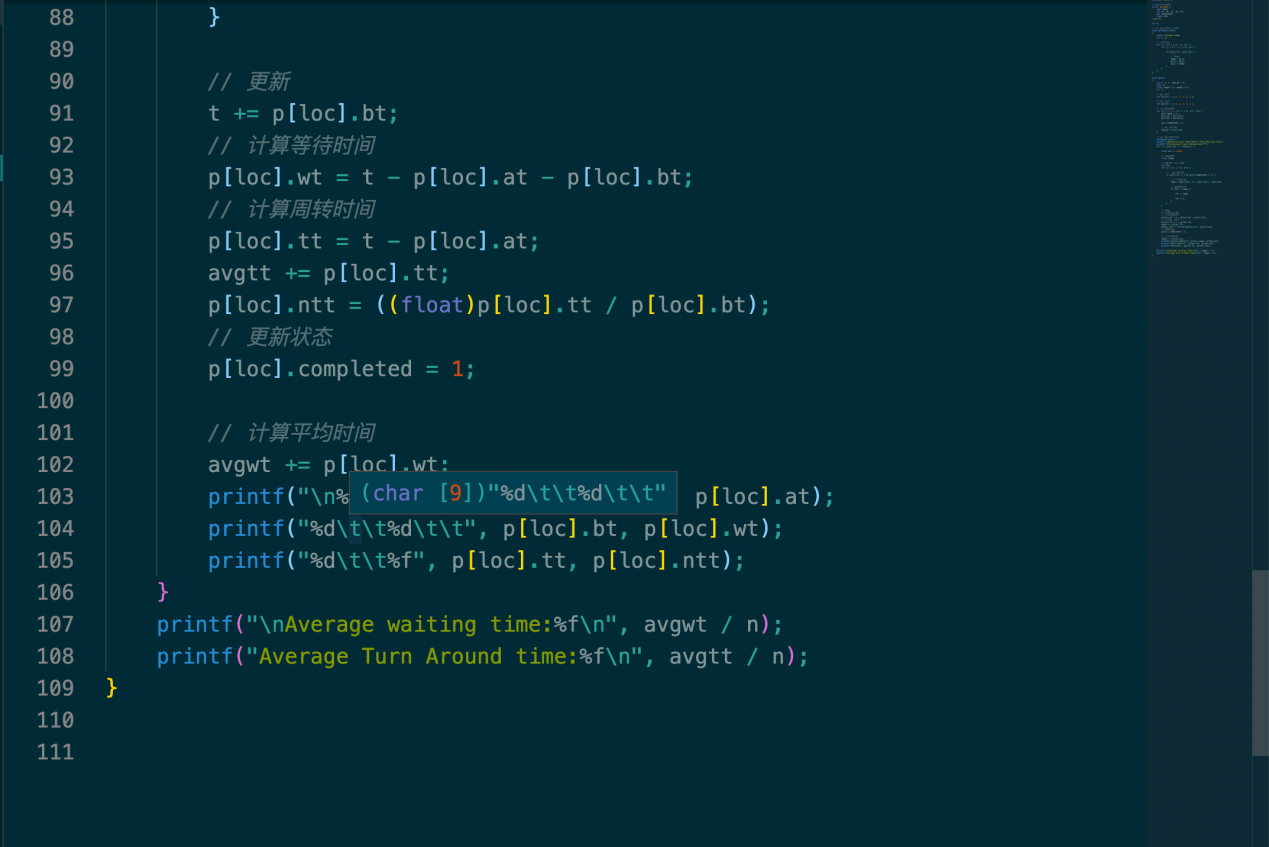 88 }
89
90 // 更新
91 t += p[loc].bt;
92 // 计算等待时间
93 p[loc].wt = t - p[loc].at - p[loc].bt;
94 // 计算周转时间
95 p[loc].tt = t - p[loc].at;
96 avgtt += p[loc].tt;
97 p[loc].ntt = ((float)p[loc].tt / p[loc].bt);
98 // 更新状态
99 p[loc].completed = 1;
100
101 // 计算平均时间
102 avgwt += p[loc].wt;
103 printf("\n% (char [9])"%d\t\t%d\t\t" p[loc].at);
104 printf("%d\t\t%d\t\t", p[loc].bt, p[loc].wt);
105 printf("%d\t\t%f", p[loc].tt, p[loc].ntt);
106 }
107 printf("\nAverage waiting time:%f\n", avgwt / n);
108 printf("Average Turn Around time:%f\n", avgtt / n);
109 }
110
111